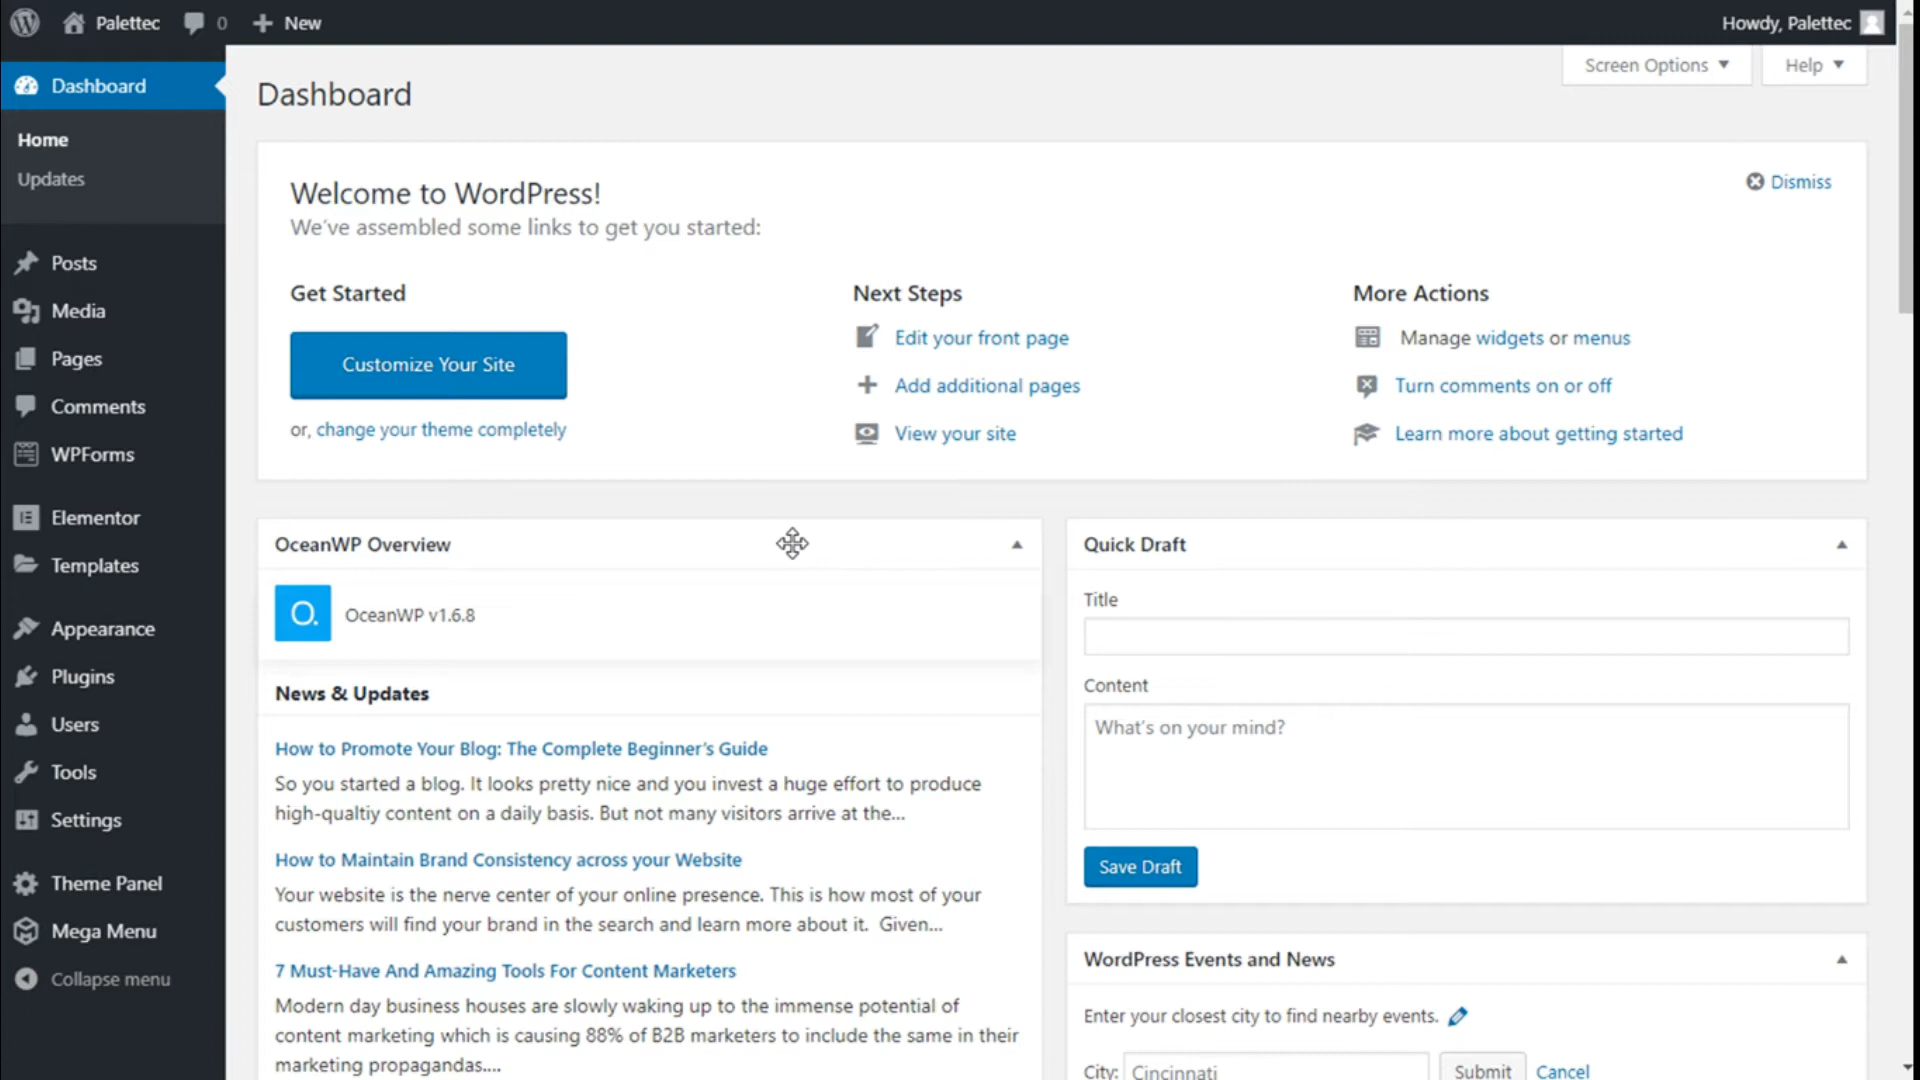 Palettec 0 New Howdy, Palettec
Screen Options Help
Dashboard
Home
Updates
Posts
Media
Pages
Comments
WPForms
Elementor
Templates
Appearance
Plugins
Users
Tools
Settings
Theme Panel
Mega Menu
Collapse menu
Dashboard
Welcome to WordPress!
We've assembled some links to get you started:
Dismiss
Get Started
Customize Your Site
or, change your theme completely
Next Steps
Edit your front page
Add additional pages
View your site
More Actions
Manage widgets or menus
Turn comments on or off
Learn more about getting started
OceanWP Overview
O. OceanWP v1.6.8
News & Updates
How to Promote Your Blog: The Complete Beginner's Guide
So you started a blog. It looks pretty nice and you invest a huge effort to produce
high-qualtiy content on a daily basis. But not many visitors arrive at the...
How to Maintain Brand Consistency across your Website
Your website is the nerve center of your online presence. This is how most of your
customers will find your brand in the search and learn more about it. Given...
7 Must-Have And Amazing Tools For Content Marketers
Modern day business houses are slowly waking up to the immense potential of
content marketing which is causing 88% of B2B marketers to include the same in their
marketing propagandas....
Quick Draft
Title
Content
What's on your mind?
Save Draft
WordPress Events and News
Enter your closest city to find nearby events.
City: Cincinnati Submit Cancel